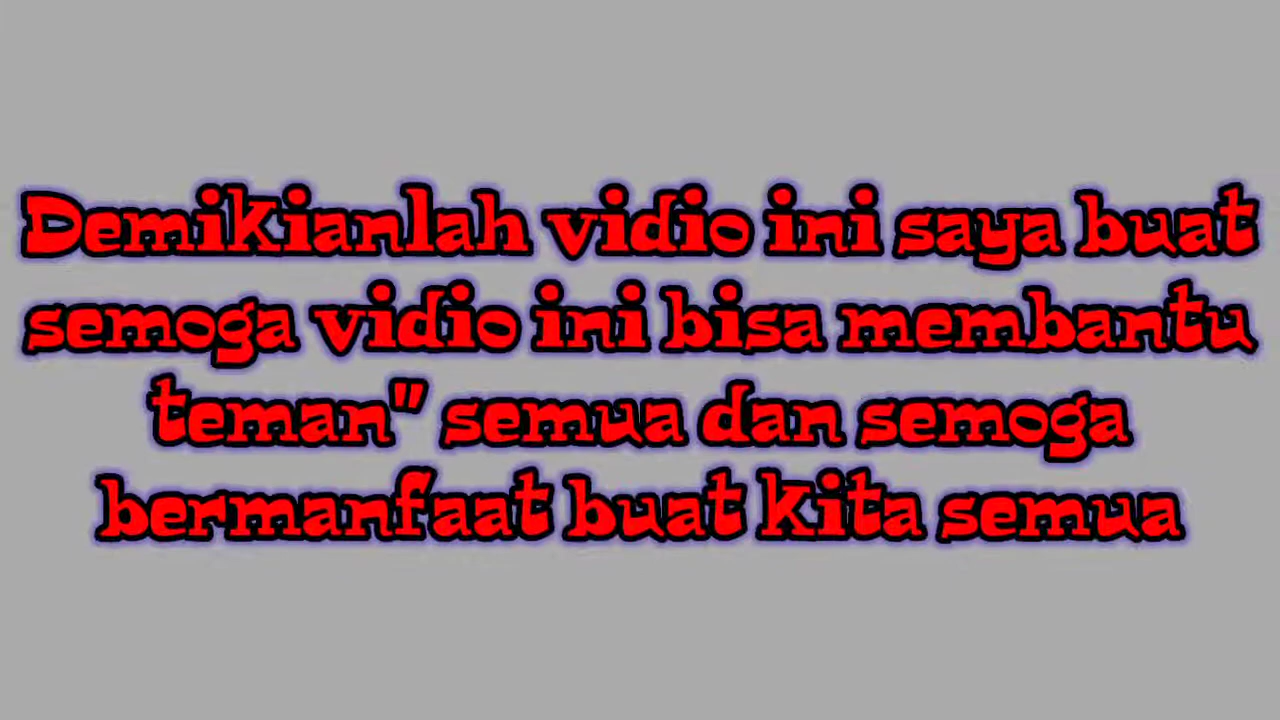 Demikianlah vidio ini saya buat
semoga vidio ini bisa membantu
teman" semua dan semoga
bermanfaat buat kita semua